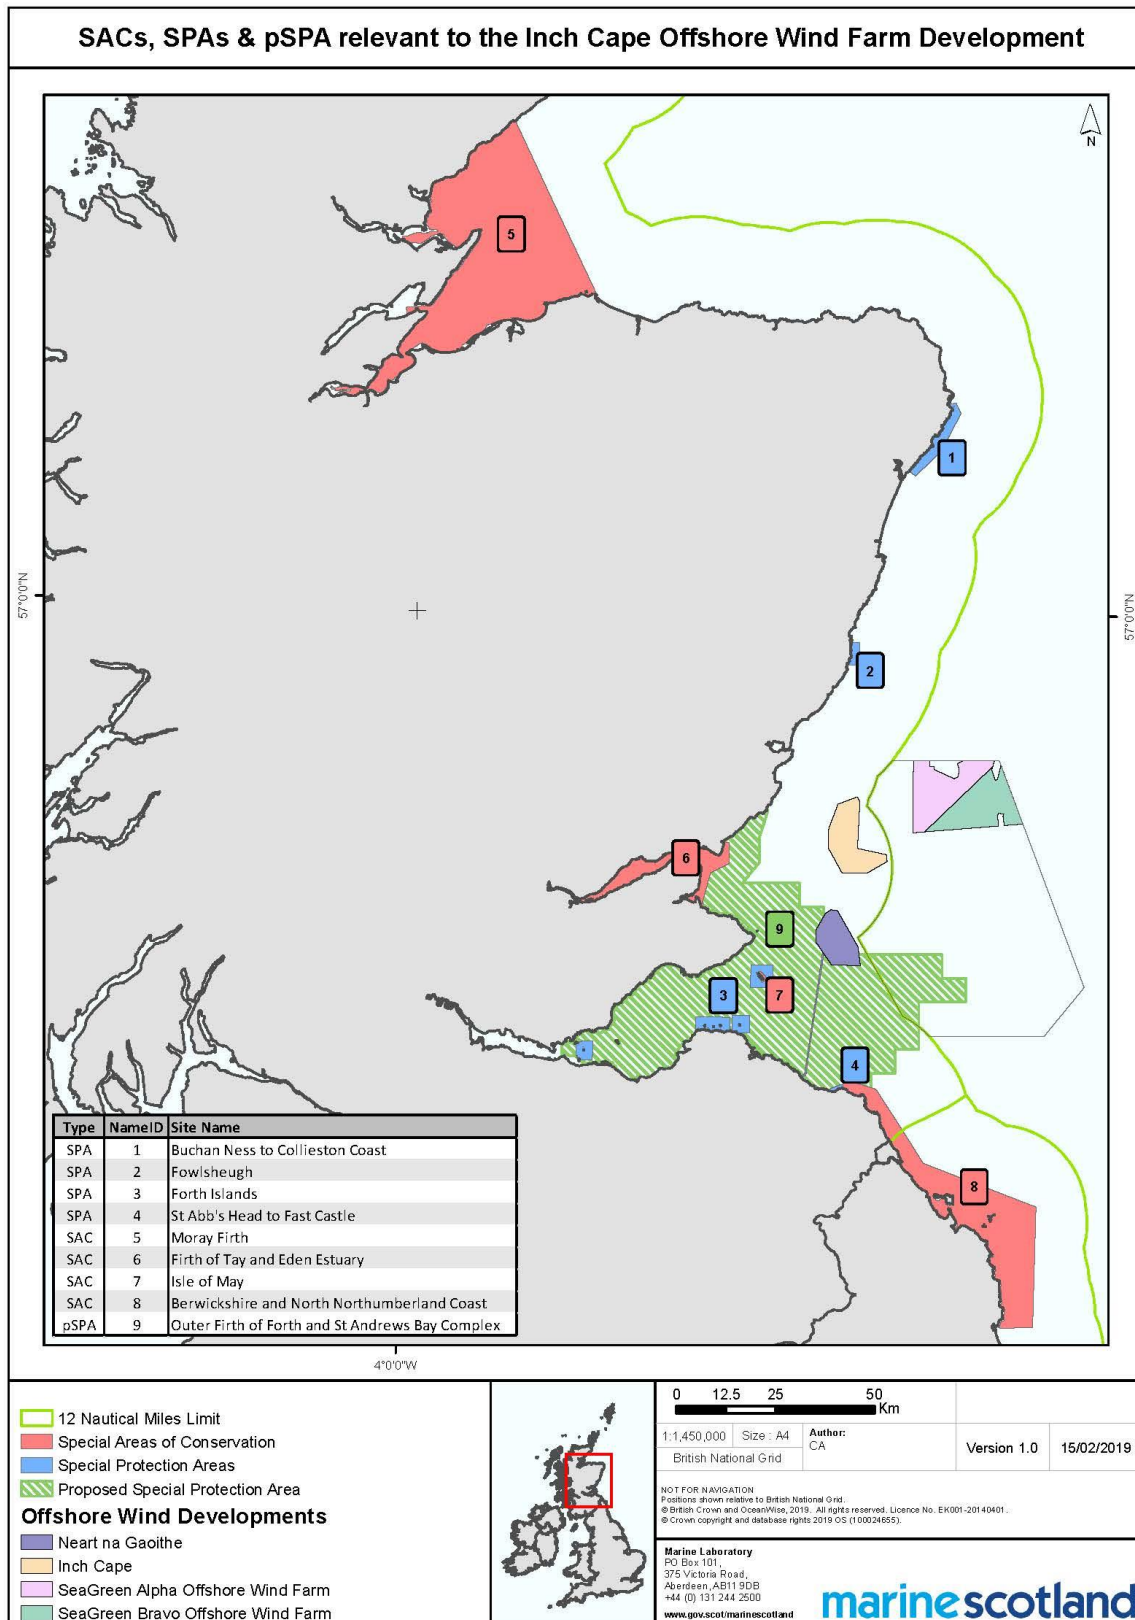 SACs, SPAs & pSPA relevant to the Inch Cape Offshore Wind Farm Development
N
5
1
57°0'0"N
57°0'0"N
2
6
9
3
7
4
8
Type NameID Site Name
SPA 1 Buchan Ness to Collieston Coast
SPA 2 Fowlsheugh
SPA 3 Forth Islands
SPA 4 St Abb's Head to Fast Castle
SAC 5 Moray Firth
SAC 6 Firth of Tay and Eden Estuary
SAC 7 Isle of May
SAC 8 Berwickshire and North Northumberland Coast
pSPA 9 Outer Firth of Forth and St Andrews Bay Complex
4°0'0"W
12 Nautical Miles Limit
Special Areas of Conservation
Special Protection Areas
Proposed Special Protection Area
Offshore Wind Developments
Neart na Gaoithe
Inch Cape
SeaGreen Alpha Offshore Wind Farm
SeaGreen Bravo Offshore Wind Farm
0 12.5 25 50
Km
1:1,450,000 Size : A4
British National Grid
Author:
CA
Version 1.0 15/02/2019
NOT FOR NAVIGATION
Positions shown relative to British National Grid.
© British Crown and OceanWise, 2019. All rights reserved. Licence No. EK001-20140401.
© Crown copyright and database rights 2019 OS (100024655).
Marine Laboratory
PO Box 101,
375 Victoria Road,
Aberdeen, AB11 9DB
+44 (0) 131 244 2500
www.gov.scot/marinescotland
marinescotland